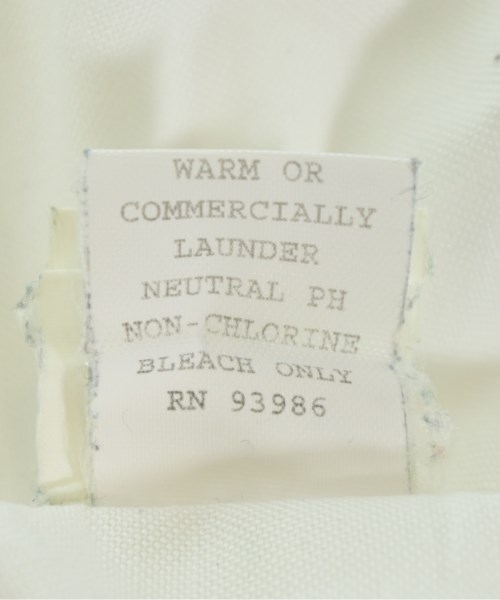 WARM OR
COMMERCIALLY
LAUNDER
NEUTRAL PH
NON-CHLORINE
BLEACH ONLY
RN 93986